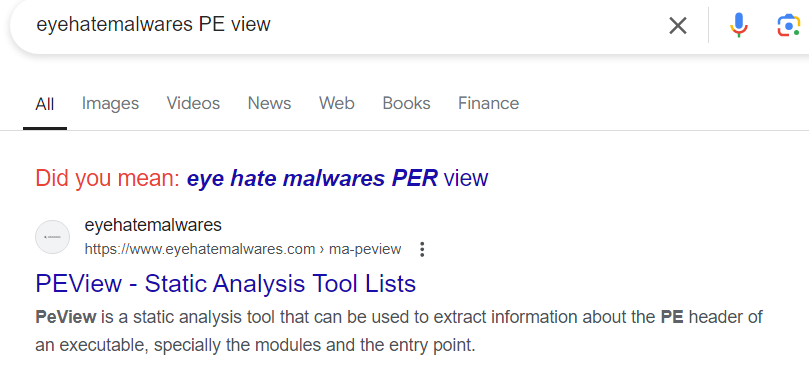 eyehatemalwares PE view
All Images Videos News Web Books Finance
Did you mean: eye hate malwares PER view
eyehatemalwares
https://www.eyehatemalwares.com › ma-peview
PEView - Static Analysis Tool Lists
PeView is a static analysis tool that can be used to extract information about the PE header of
an executable, specially the modules and the entry point.